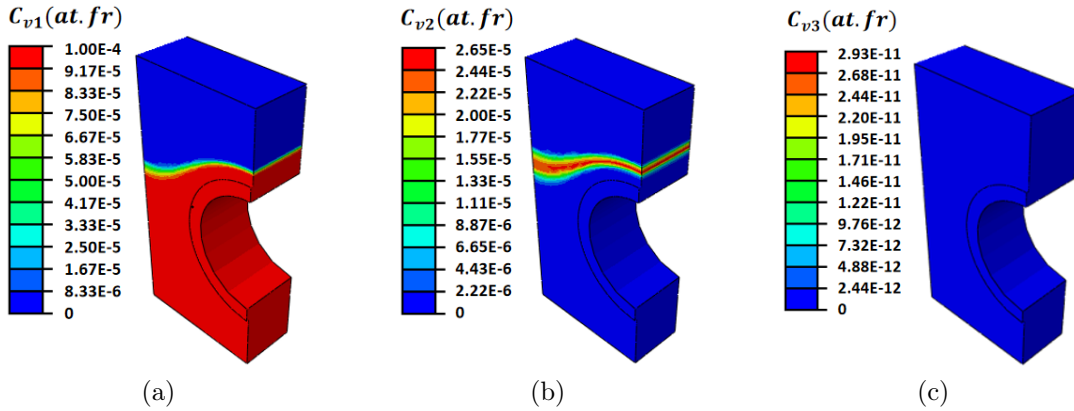 C_{v1}(at.fr)
1.00E-4
9.17E-5
8.33E-5
7.50E-5
6.67E-5
5.83E-5
5.00E-5
4.17E-5
3.33E-5
2.50E-5
1.67E-5
8.33E-6
0
(a)
C_{v2}(at.fr)
2.65E-5
2.44E-5
2.22E-5
2.00E-5
1.77E-5
1.55E-5
1.33E-5
1.11E-5
8.87E-6
6.65E-6
4.43E-6
2.22E-6
0
(b)
C_{v3}(at.fr)
2.93E-11
2.68E-11
2.44E-11
2.20E-11
1.95E-11
1.71E-11
1.46E-11
1.22E-11
9.76E-12
7.32E-12
4.88E-12
2.44E-12
0
(c)